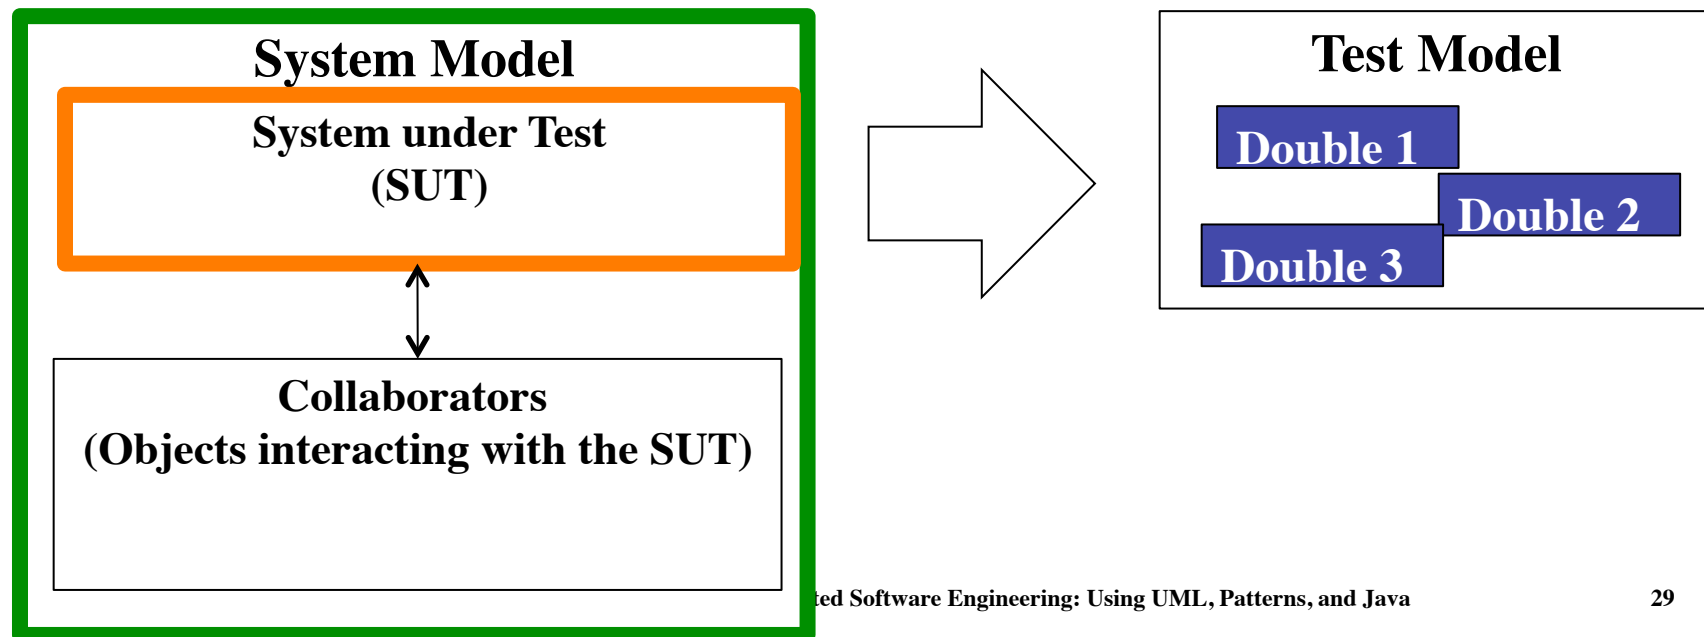 System Model
System under Test
(SUT)
Collaborators
(Objects interacting with the SUT)
Test Model
Double 1
Double 2
Double 3
Software Engineering: Using UML, Patterns, and Java
29